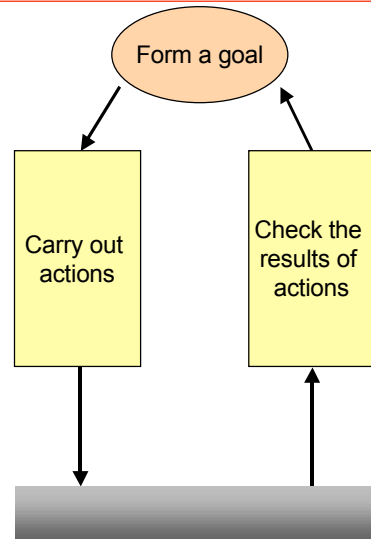 Form a goal
Carry out
actions
Check the
results of
actions